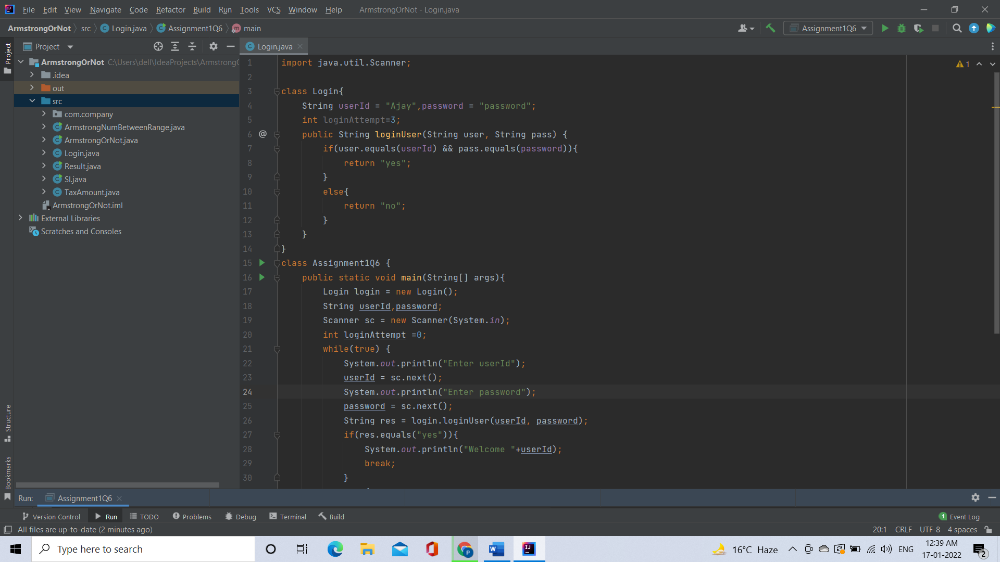 File Edit View Navigate Code Refactor Build Run Tools VCS Window Help ArmstrongOrNot - Login.java
ArmstrongOrNot src Login.java Assignment1Q6 main Assignment1Q6
Project
Project
Login.java
ArmstrongOrNot C:\Users\dell\IdeaProjects\Armstrong
.idea
out
src
com.company
ArmstrongNumBetweenRange.java
ArmstrongOrNot.java
Login.java
Result.java
SI.java
TaxAmount.java
ArmstrongOrNot.iml
External Libraries
Scratches and Consoles
Structure
Bookmarks
1
1 import java.util.Scanner;
2
3 class Login{
4 String userId = "Ajay",password = "password";
5 int loginAttempt=3;
6 @ public String loginUser(String user, String pass) {
7 if(user.equals(userId) && pass.equals(password)){
8 return "yes";
9 }
10 else{
11 return "no";
12 }
13 }
14 }
15 class Assignment1Q6 {
16 public static void main(String[] args){
17 Login login = new Login();
18 String userId,password;
19 Scanner sc = new Scanner(System.in);
20 int loginAttempt =0;
21 while(true) {
22 System.out.println("Enter userId");
23 userId = sc.next();
24 System.out.println("Enter password");
25 password = sc.next();
26 String res = login.loginUser(userId, password);
27 if(res.equals("yes")){
28 System.out.println("Welcome "+userId);
29 break;
30 }
Run: Assignment1Q6
Version Control Run TODO Problems Debug Terminal Build 1 Event Log
All files are up-to-date (2 minutes ago) 20:1 CRLF UTF-8 4 spaces
Type here to search 16°C Haze ENG 12:39 AM
17-01-2022 2